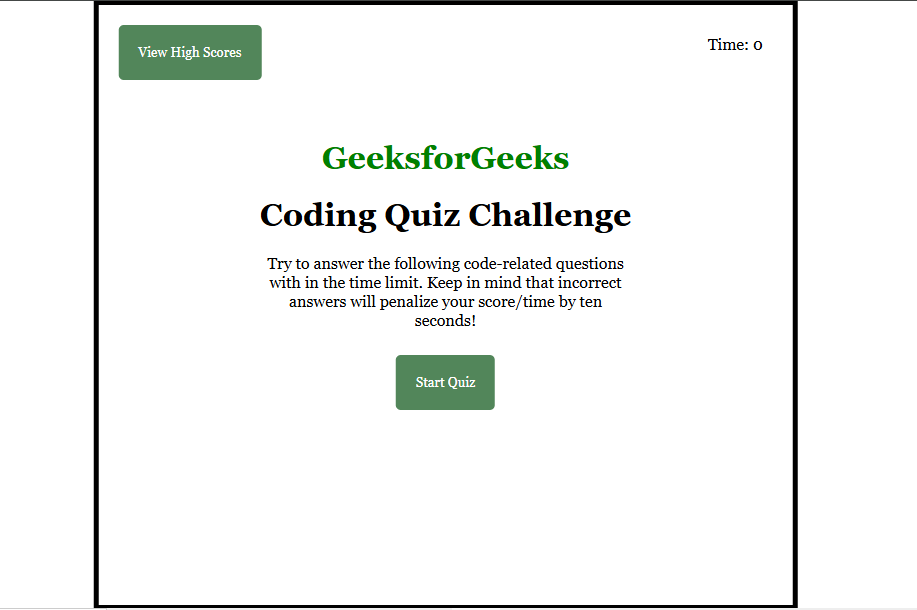 View High Scores
Time: 0
GeeksforGeeks
Coding Quiz Challenge
Try to answer the following code-related questions
with in the time limit. Keep in mind that incorrect
answers will penalize your score/time by ten
seconds!
Start Quiz